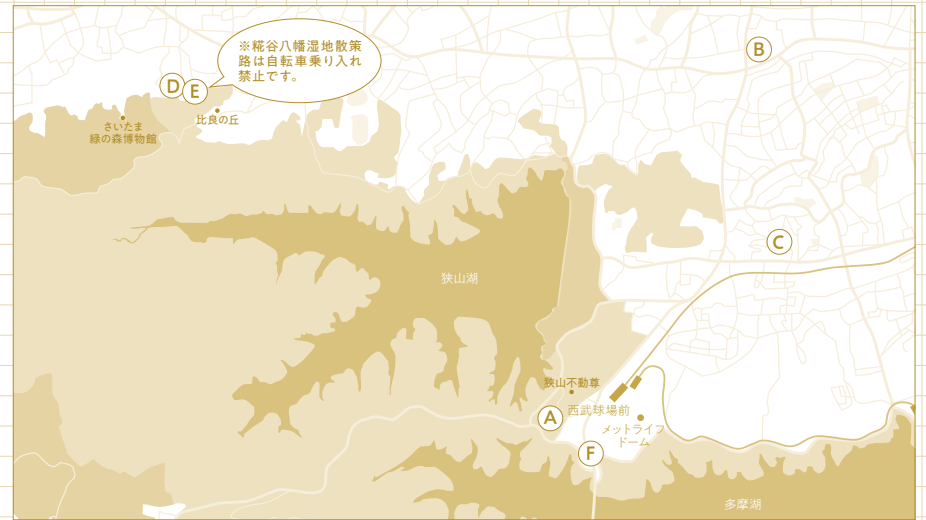 ※糀谷八幡湿地散策
路は自転車乗り入れ
禁止です。
B
D
E
さいたま
緑の森博物館
比良の丘
C
狭山湖
狭山不動尊
A
西武球場前
メットライフ
ドーム
F
多摩湖